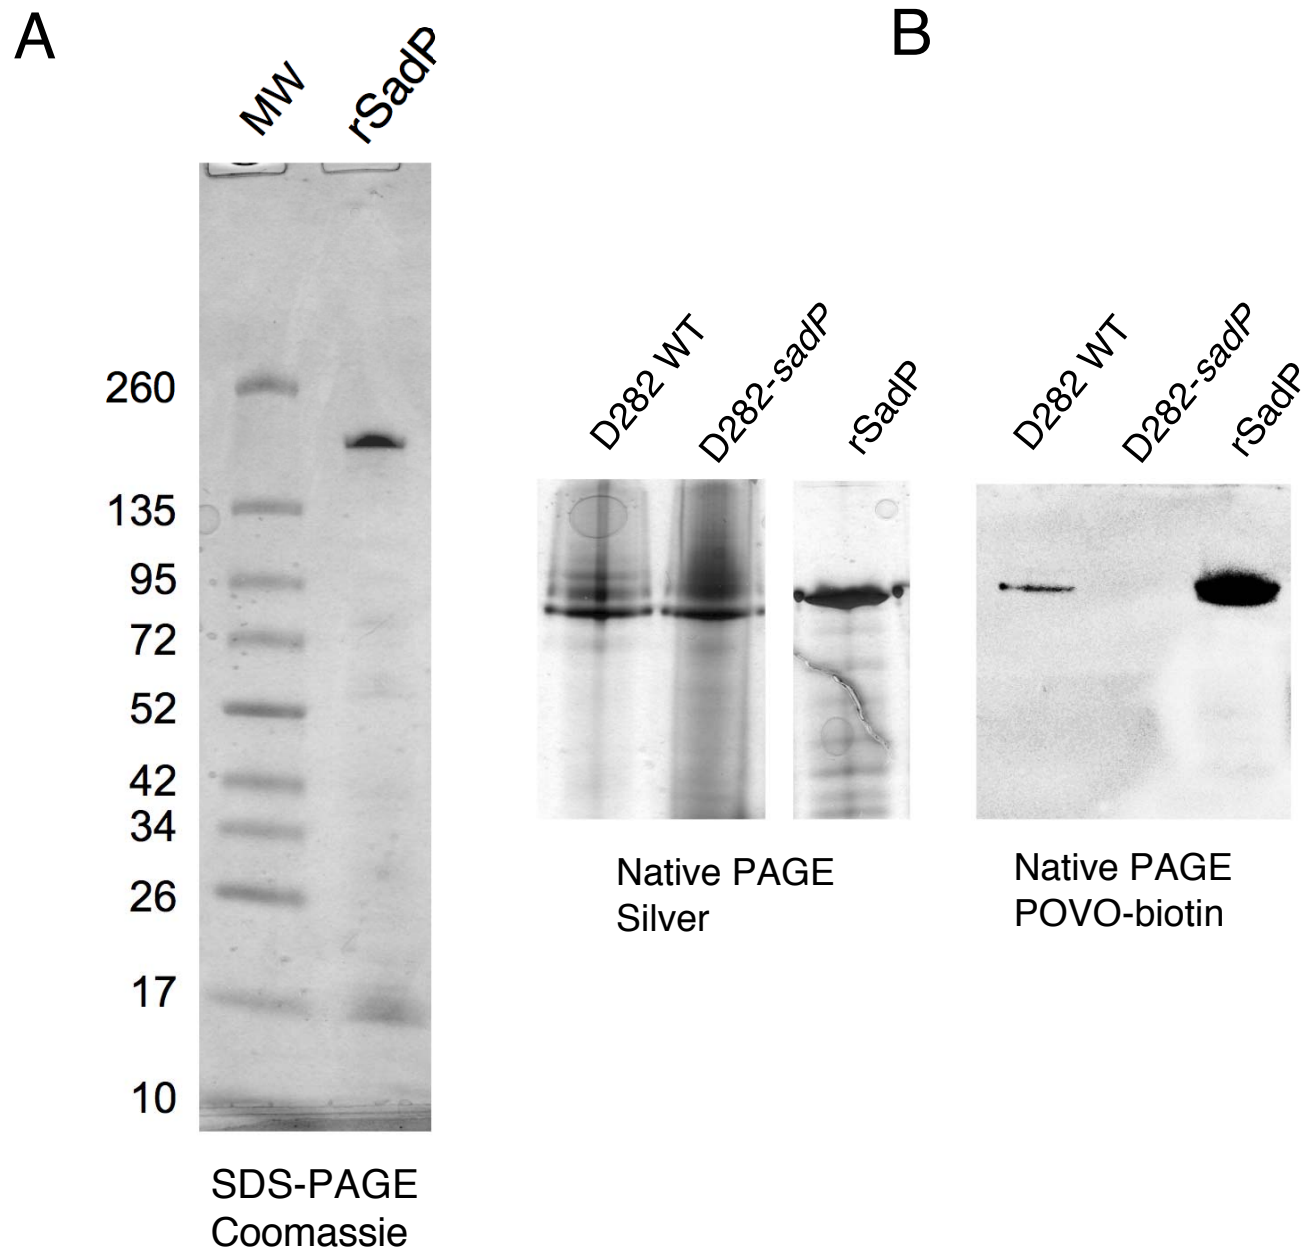 A
B
MW
rSadP
260
135
95
72
52
42
34
26
17
10
SDS-PAGE
Coomassie
D282 WT
D282-sadP
rSadP
Native PAGE
Silver
D282 WT
D282-sadP
rSadP
Native PAGE
POVO-biotin